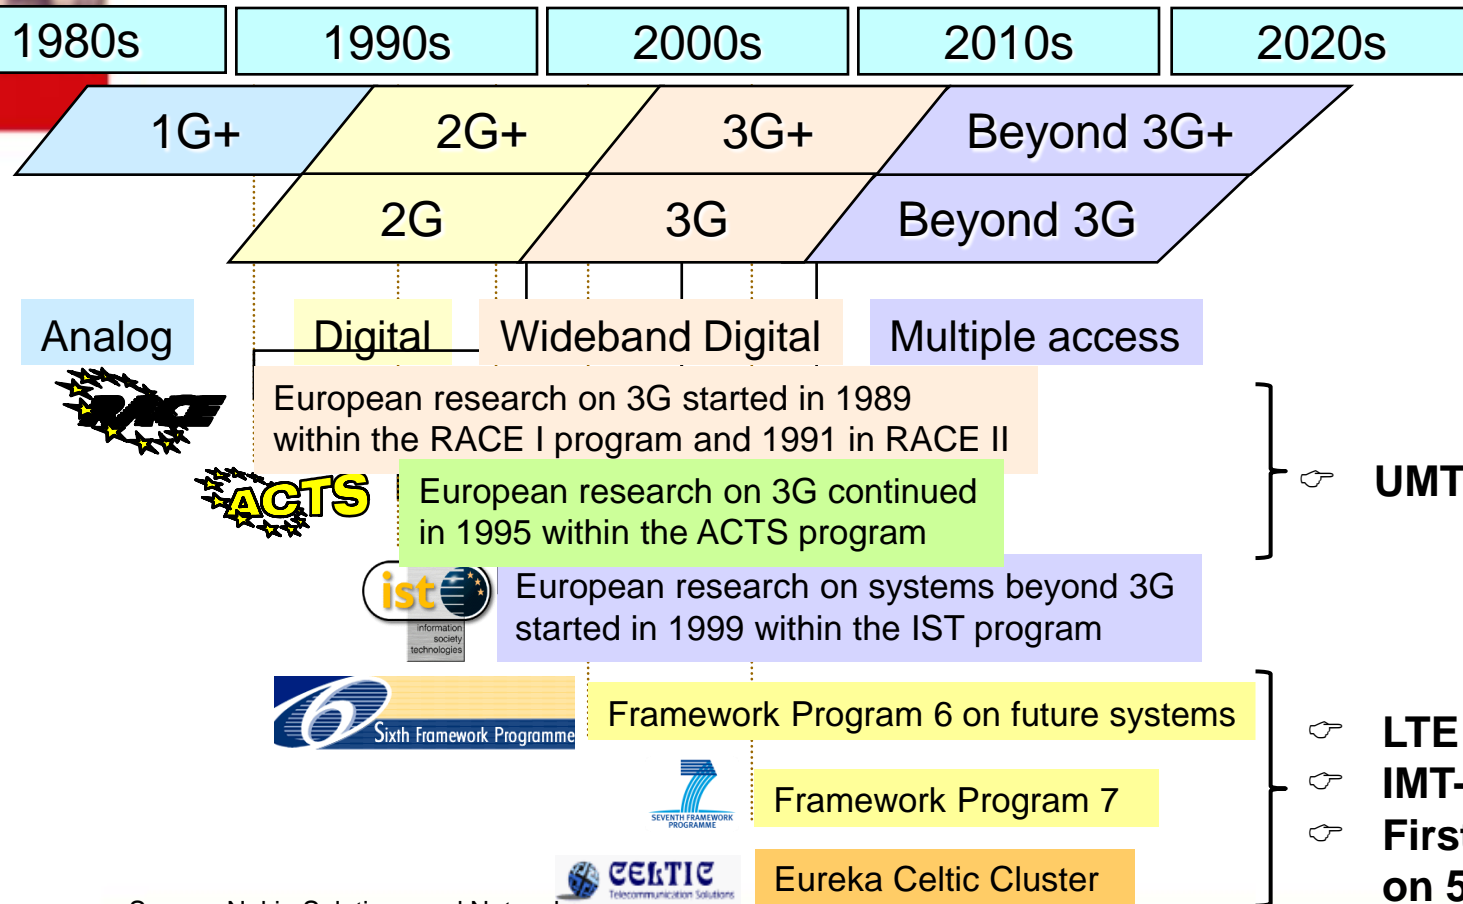 1980s 1990s 2000s 2010s 2020s
1G+ 2G+ 3G+ Beyond 3G+
2G 3G Beyond 3G
Analog Digital Wideband Digital Multiple access
RACE
European research on 3G started in 1989
within the RACE I program and 1991 in RACE II
UMT
ACTS
European research on 3G continued
in 1995 within the ACTS program
ist
information
society
technologies
European research on systems beyond 3G
started in 1999 within the IST program
6
Sixth Framework Programme
Framework Program 6 on future systems
LTE
IMT-
7
SEVENTH FRAMEWORK
PROGRAMME
Framework Program 7
First
on 5
CELTIC
Telecommunication Solutions
Eureka Celtic Cluster